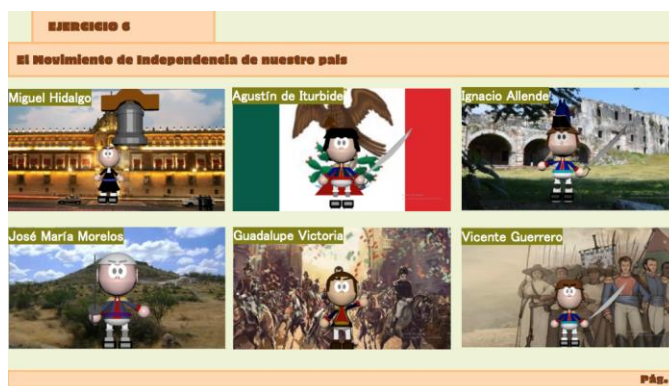 EJERCICIO 6
El Movimiento de Independencia de nuestro pais
Miguel Hidalgo
Agustín de Iturbide
Ignacio Allende
José María Morelos
Guadalupe Victoria
Vicente Guerrero
Pág.